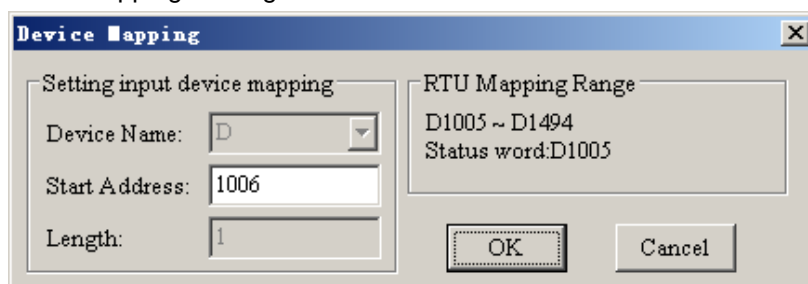 Device Mapping
Setting input device mapping
Device Name: D
Start Address: 1006
Length: 1
RTU Mapping Range
D1005 ~ D1494
Status word:D1005
OK Cancel